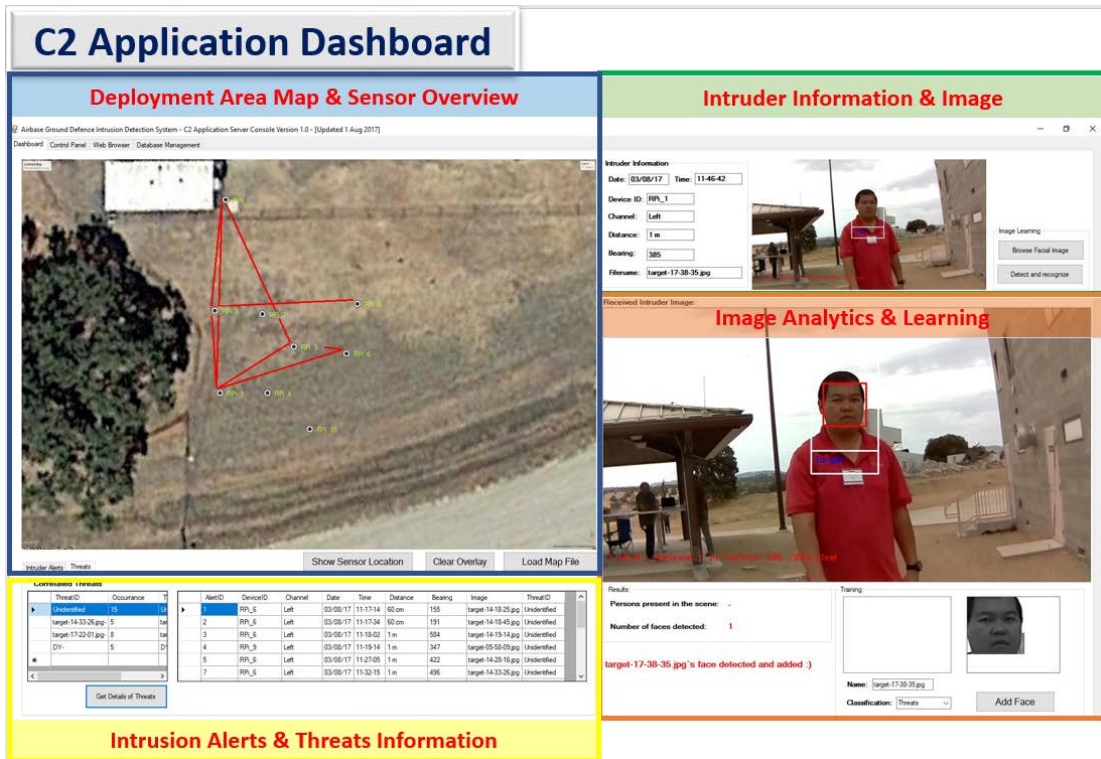 C2 Application Dashboard
Deployment Area Map & Sensor Overview
Airbase Ground Defence Intrusion Detection System - C2 Application Server Console Version 1.0 - [Updated 1 Aug 2017]
Dashboard Control Panel Web Browser Database Management
RPi_6
RPi_3
RPi_4
Intruder Alerts Threats
Show Sensor Location Clear Overlay Load Map File
Correlated Threats
ThreatID Occurrance T
Unidentified 15
target-14-33-26.jpg- 5
target-17-22-01.jpg- 8
DY- 5
AlertID DeviceID Channel Date Time Distance Bearing Image ThreatID
1 RPi_6 Left 03/08/17 11-17-14 60 cm 155 target-14-18-25.jpg Unidentified
2 RPi_6 Left 03/08/17 11-17-34 60 cm 191 target-14-18-45.jpg Unidentified
3 RPi_6 Left 03/08/17 11-18-02 1 m 584 target-14-19-14.jpg Unidentified
4 RPi_9 Left 03/08/17 11-19-14 1 m 347 target-05-58-09.jpg Unidentified
5 RPi_6 Left 03/08/17 11-27-05 1 m 422 target-14-28-16.jpg Unidentified
7 RPi_6 Left 03/08/17 11-32-15 1 m 496 target-14-33-26.jpg Unidentified
Get Details of Threats
Intrusion Alerts & Threats Information
Intruder Information & Image
Intruder Information
Date: 03/08/17 Time: 11-46-42
Device ID: RPi_1
Channel: Left
Distance: 1 m
Bearing: 385
Filename: target-17-38-35.jpg
Image Learning
Browse Facial Image
Detect and recognize
Received Intruder Image:
Image Analytics & Learning
Target
Results:
Persons present in the scene: .
Number of faces detected: 1
target-17-38-35.jpg's face detected and added :)
Training:
Name: target-17-38-35.jpg
Classification: Threats
Add Face